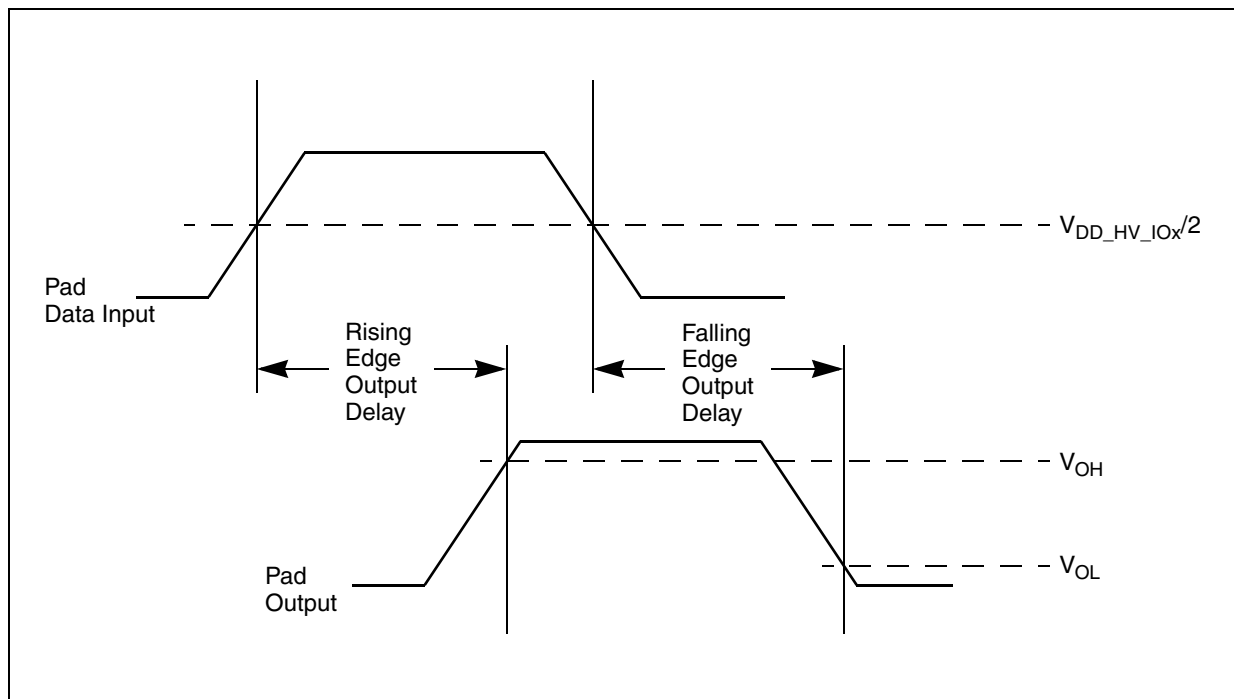 V_DD_HV_IOx/2
Pad
Data Input
Rising
Edge
Output
Delay
Falling
Edge
Output
Delay
V_OH
V_OL
Pad
Output